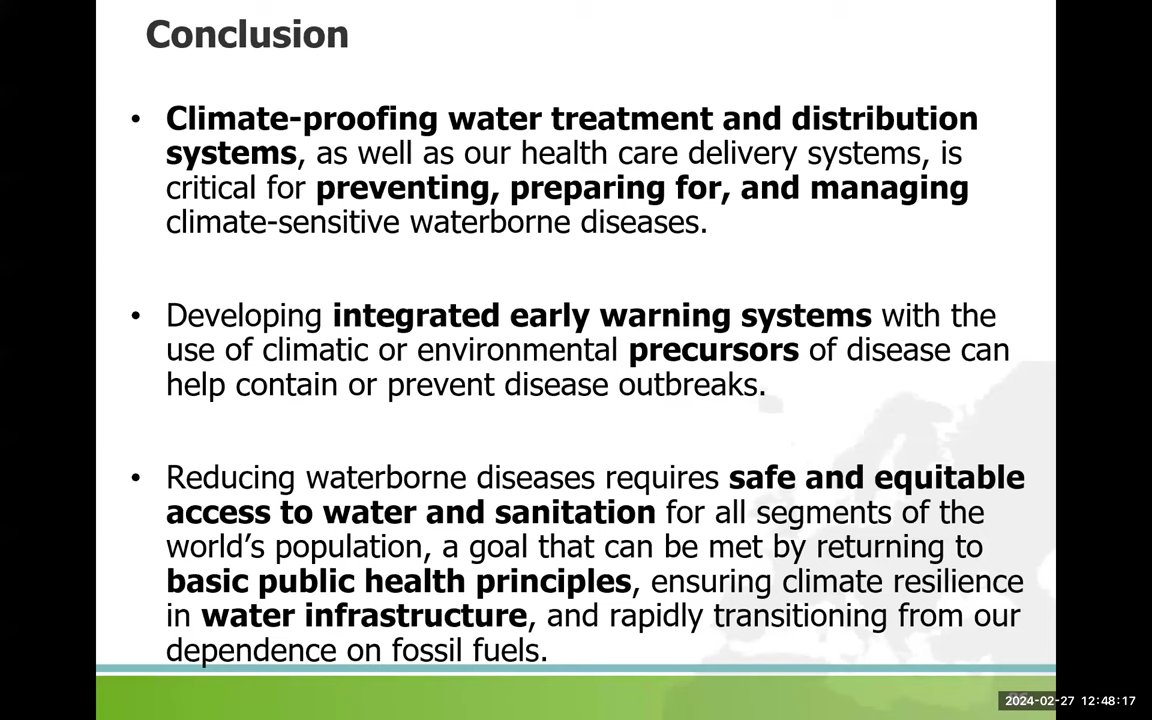 Conclusion
• Climate-proofing water treatment and distribution
systems, as well as our health care delivery systems, is
critical for preventing, preparing for, and managing
climate-sensitive waterborne diseases.
• Developing integrated early warning systems with the
use of climatic or environmental precursors of disease can
help contain or prevent disease outbreaks.
• Reducing waterborne diseases requires safe and equitable
access to water and sanitation for all segments of the
world’s population, a goal that can be met by returning to
basic public health principles, ensuring climate resilience
in water infrastructure, and rapidly transitioning from our
dependence on fossil fuels.
2024-02-27 12:48:17